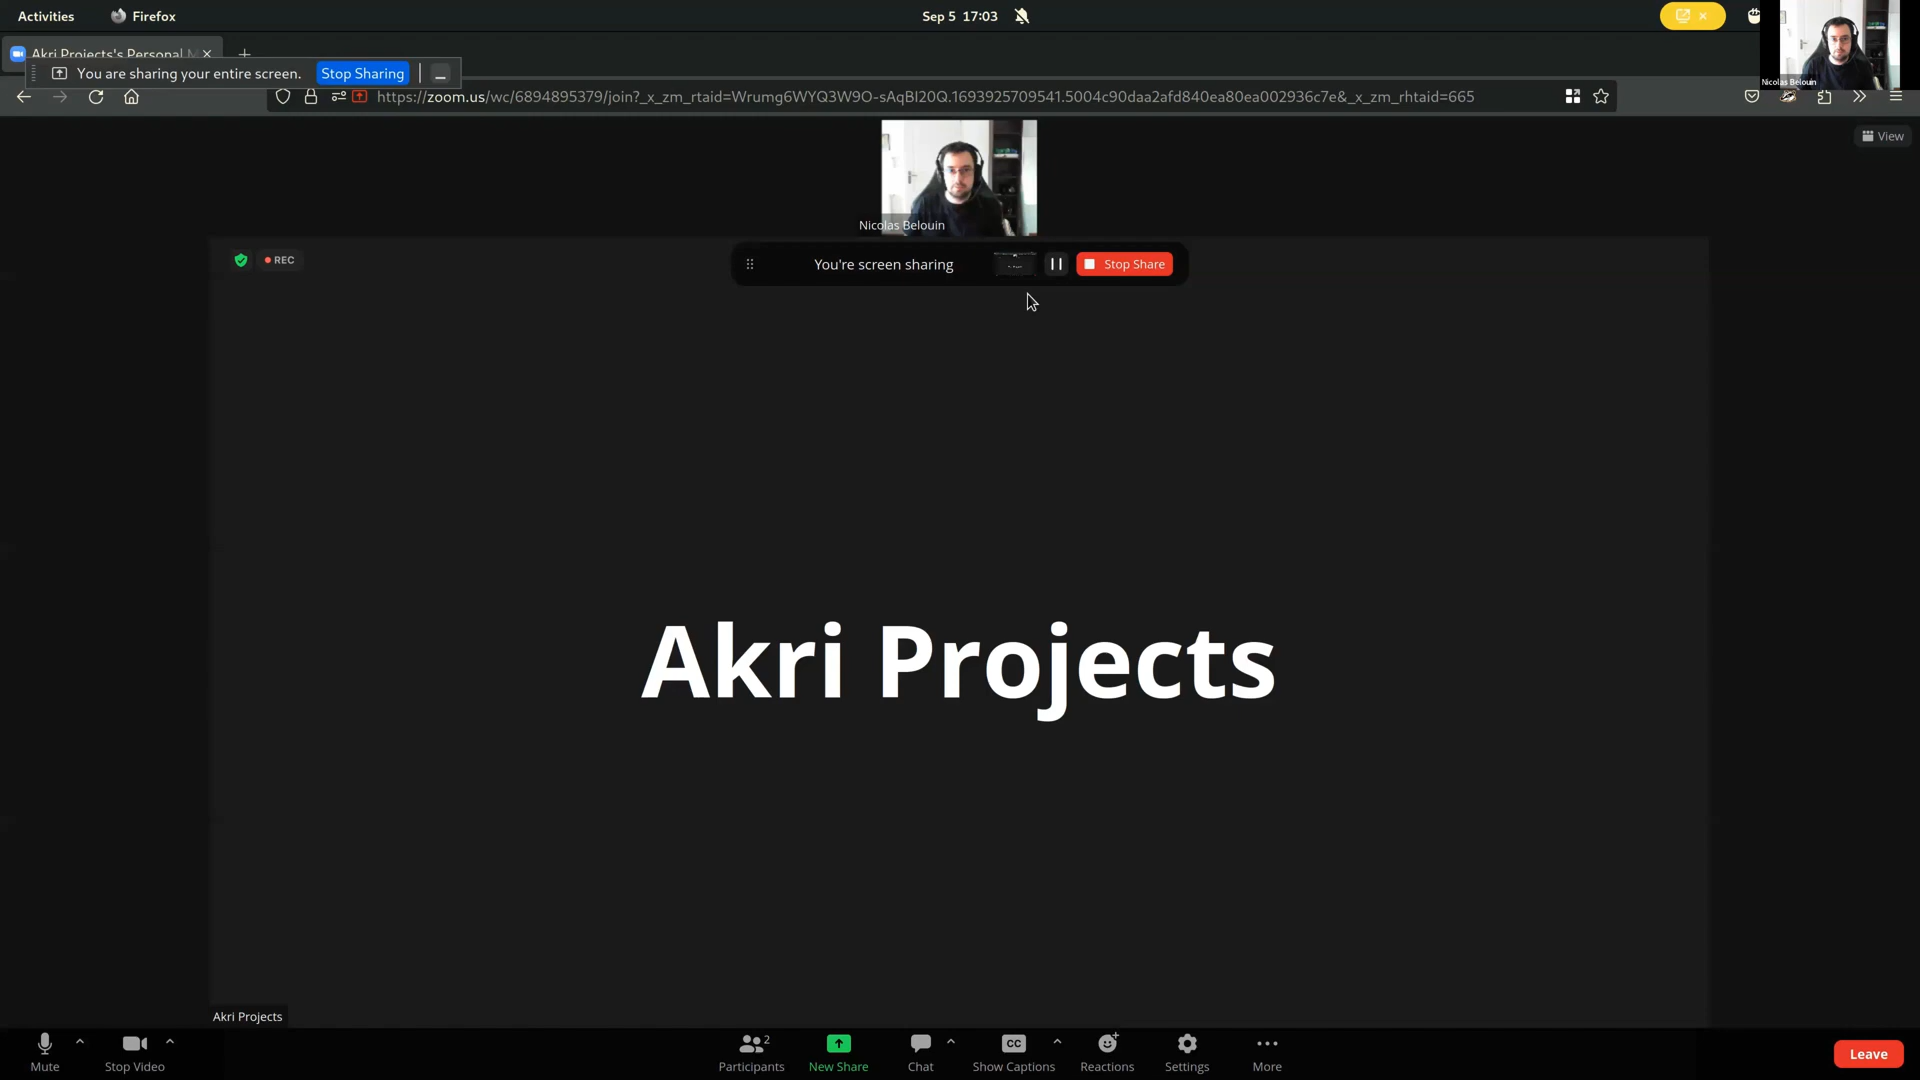 Activities
Firefox
Sep 5 17:03
Akri Projects's Personal M
You are sharing your entire screen.
Stop Sharing
https://zoom.us/wc/6894895379/join?_x_zm_rtaid=Wrumg6WYQ3W9O-sAqBI20Q.1693925709541.5004c90daa2afd840ea80ea002936c7e&_x_zm_rhtaid=665
Nicolas Belouin
View
Nicolas Belouin
REC
You're screen sharing
Stop Share
Akri Projects
Akri Projects
Mute
Stop Video
2
Participants
New Share
Chat
CC
Show Captions
Reactions
Settings
More
Leave